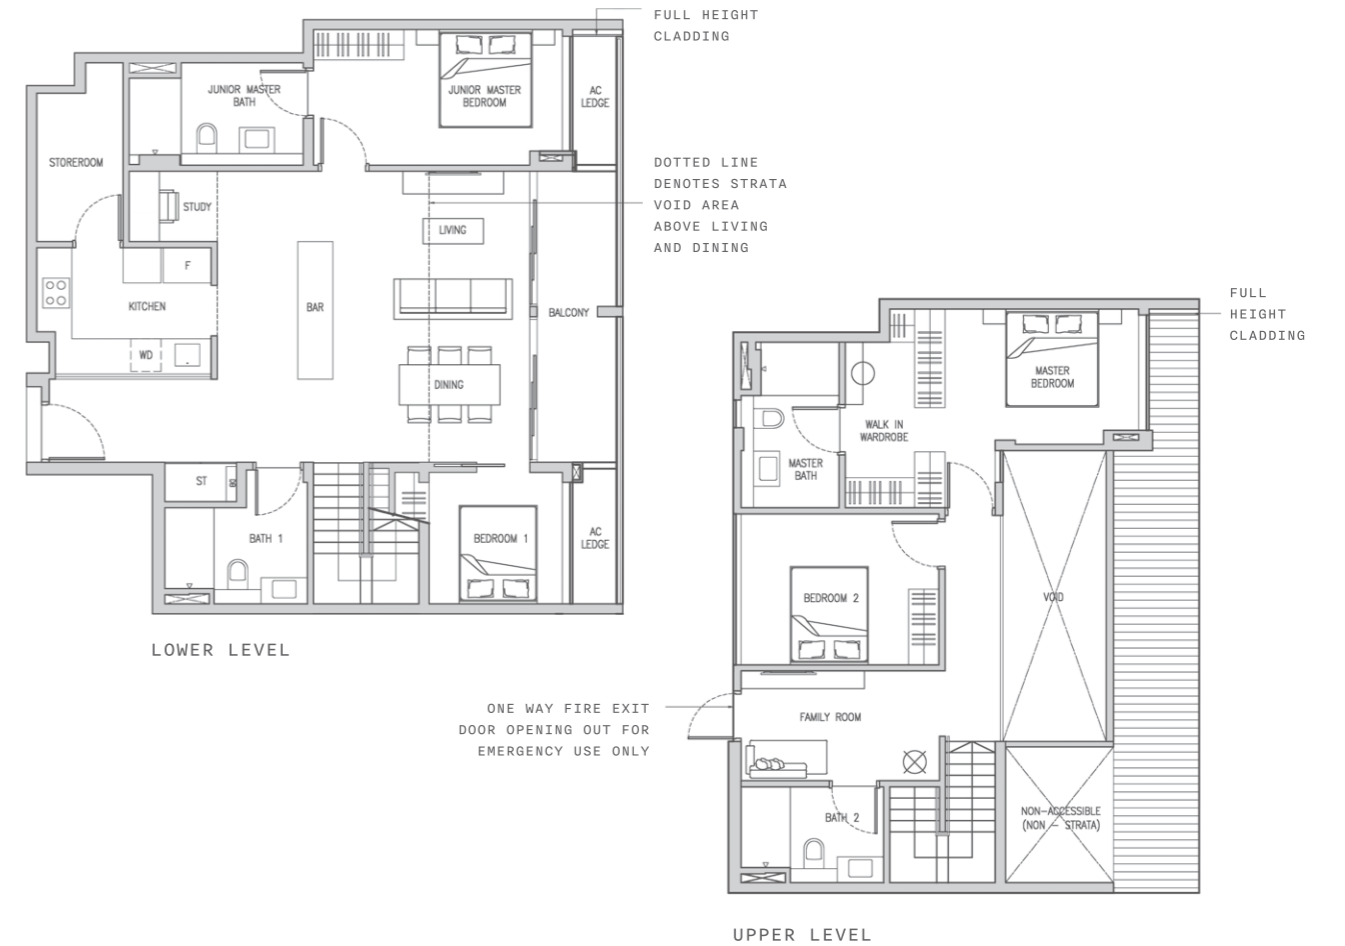 FULL HEIGHT
CLADDING
JUNIOR MASTER
BATH
JUNIOR MASTER
BEDROOM
AC
LEDGE
STOREROOM
DOTTED LINE
DENOTES STRATA
VOID AREA
ABOVE LIVING
AND DINING
STUDY
LIVING
F
KITCHEN
BAR
BALCONY
WD
DINING
ST
DB
BATH 1
BEDROOM 1
AC
LEDGE
LOWER LEVEL
FULL
HEIGHT
CLADDING
MASTER
BEDROOM
WALK IN
WARDROBE
MASTER
BATH
BEDROOM 2
VOID
ONE WAY FIRE EXIT
DOOR OPENING OUT FOR
EMERGENCY USE ONLY
FAMILY ROOM
NON-ACCESSIBLE
(NON - STRATA)
BATH 2
UPPER LEVEL